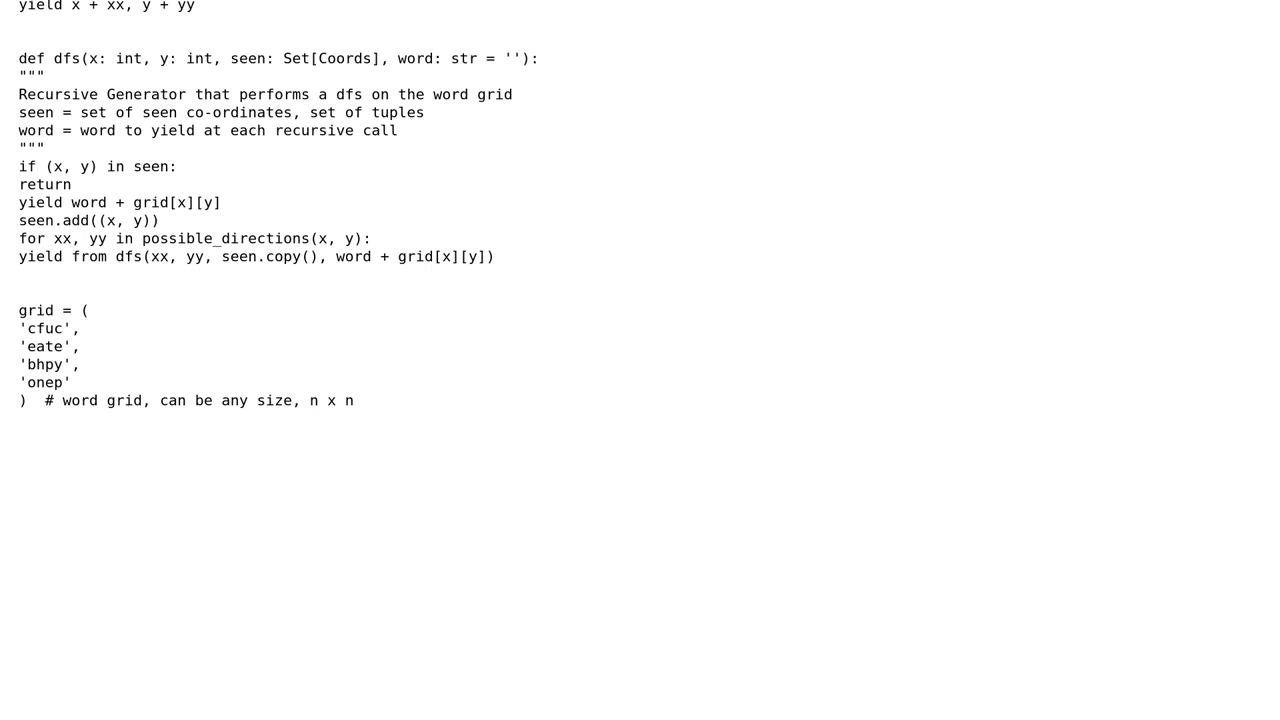 yield x + xx, y + yy
def dfs(x: int, y: int, seen: Set[Coords], word: str = ''):
"""
Recursive Generator that performs a dfs on the word grid
seen = set of seen co-ordinates, set of tuples
word = word to yield at each recursive call
"""
if (x, y) in seen:
return
yield word + grid[x][y]
seen.add((x, y))
for xx, yy in possible_directions(x, y):
yield from dfs(xx, yy, seen.copy(), word + grid[x][y])
grid = (
'cfuc',
'eate',
'bhpy',
'onep'
)  # word grid, can be any size, n x n